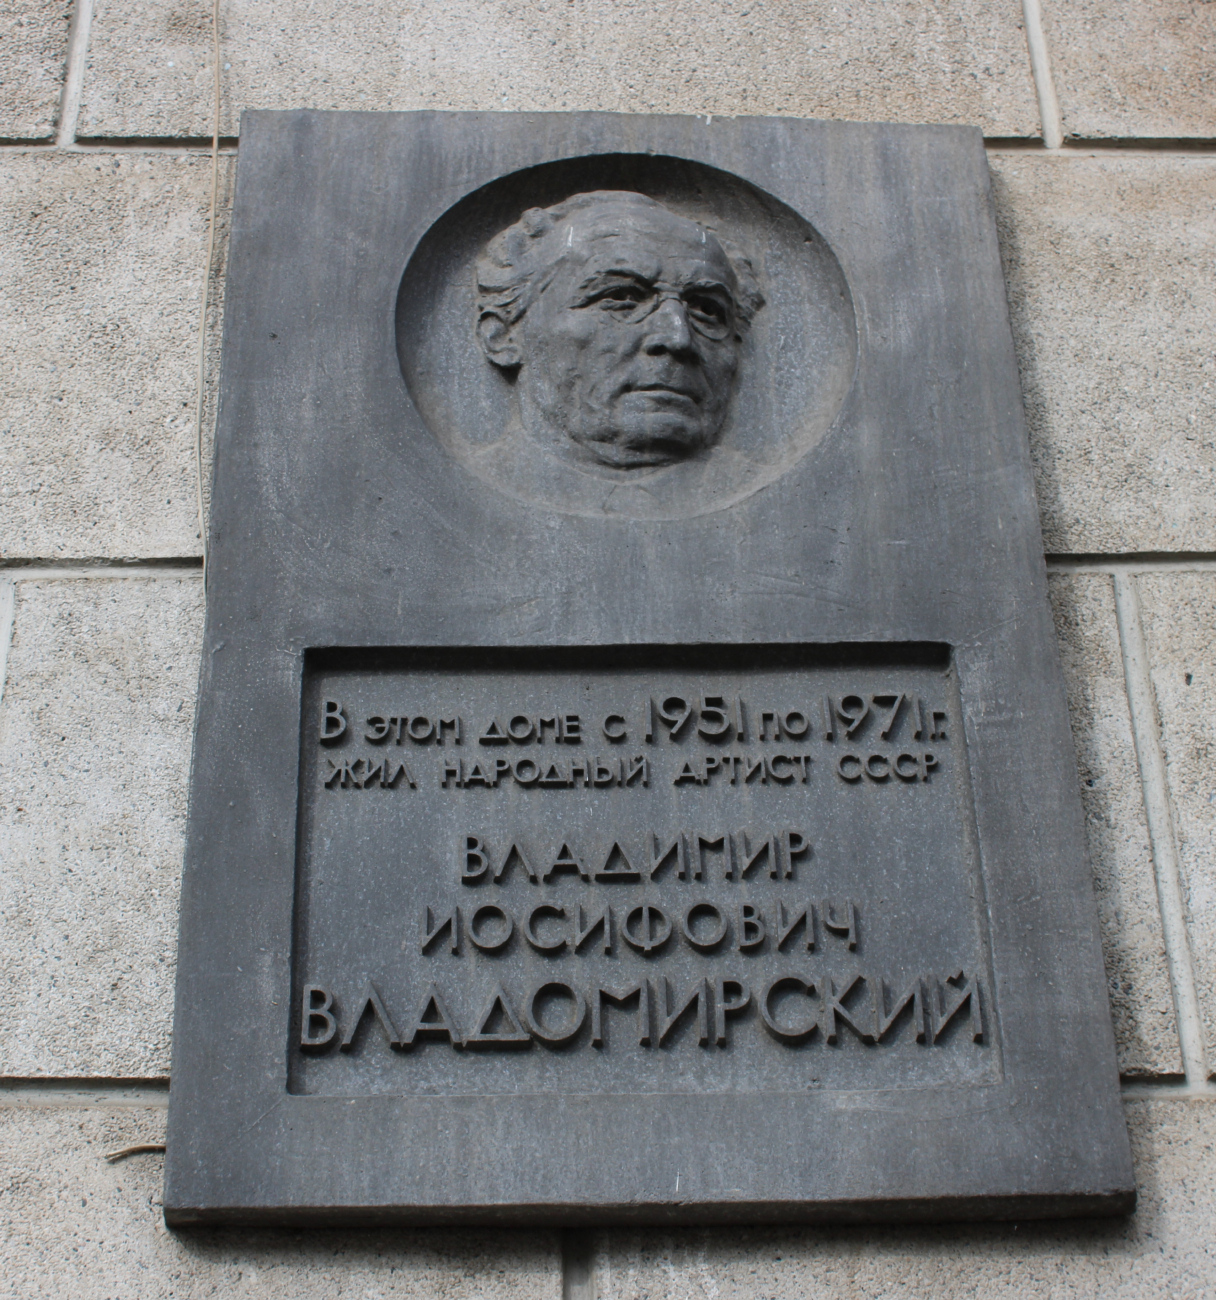 В этом доме с 1951 по 1971 г.
жил народный артист СССР
ВЛАДИМИР
ИОСИФОВИЧ
ВЛАДОМИРСКИЙ